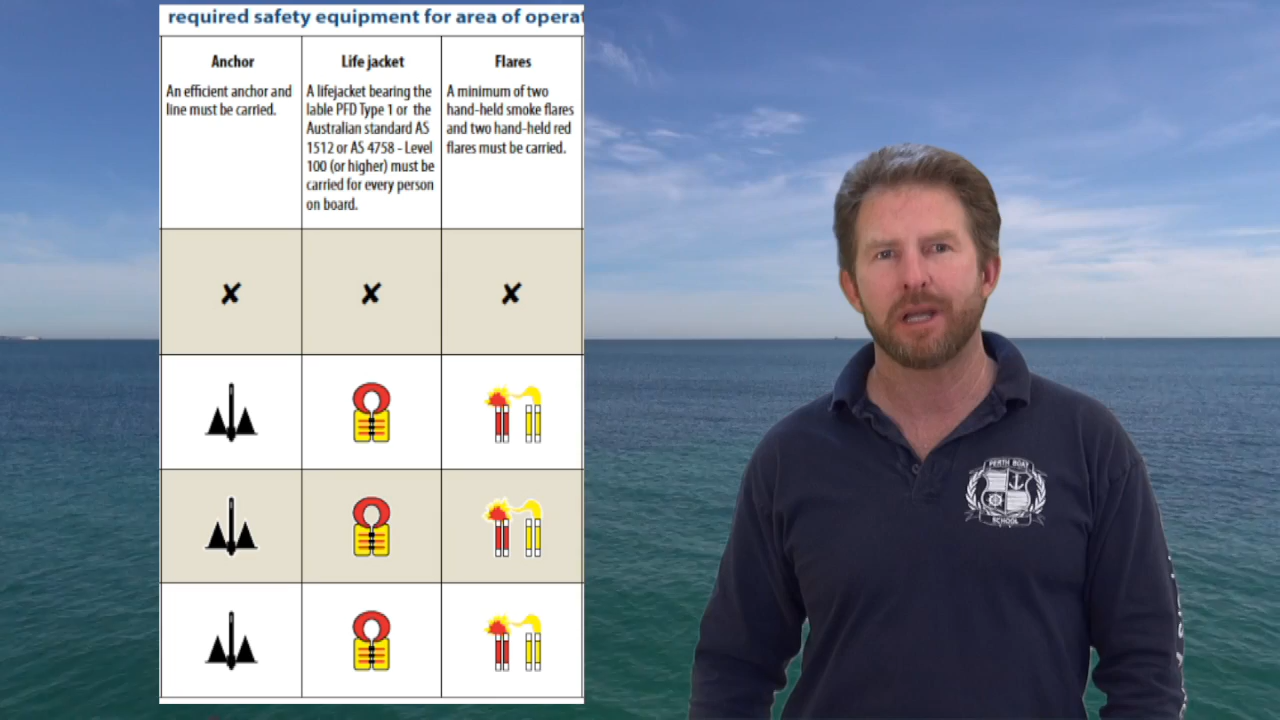 required safety equipment for area of operat
Anchor
An efficient anchor and
line must be carried.
Life jacket
A lifejacket bearing the
lable PFD Type 1 or the
Australian standard AS
1512 or AS 4758 - Level
100 (or higher) must be
carried for every person
on board.
Flares
A minimum of two
hand-held smoke flares
and two hand-held red
flares must be carried.
✘ ✘ ✘
PERTH BOAT
SCHOOL